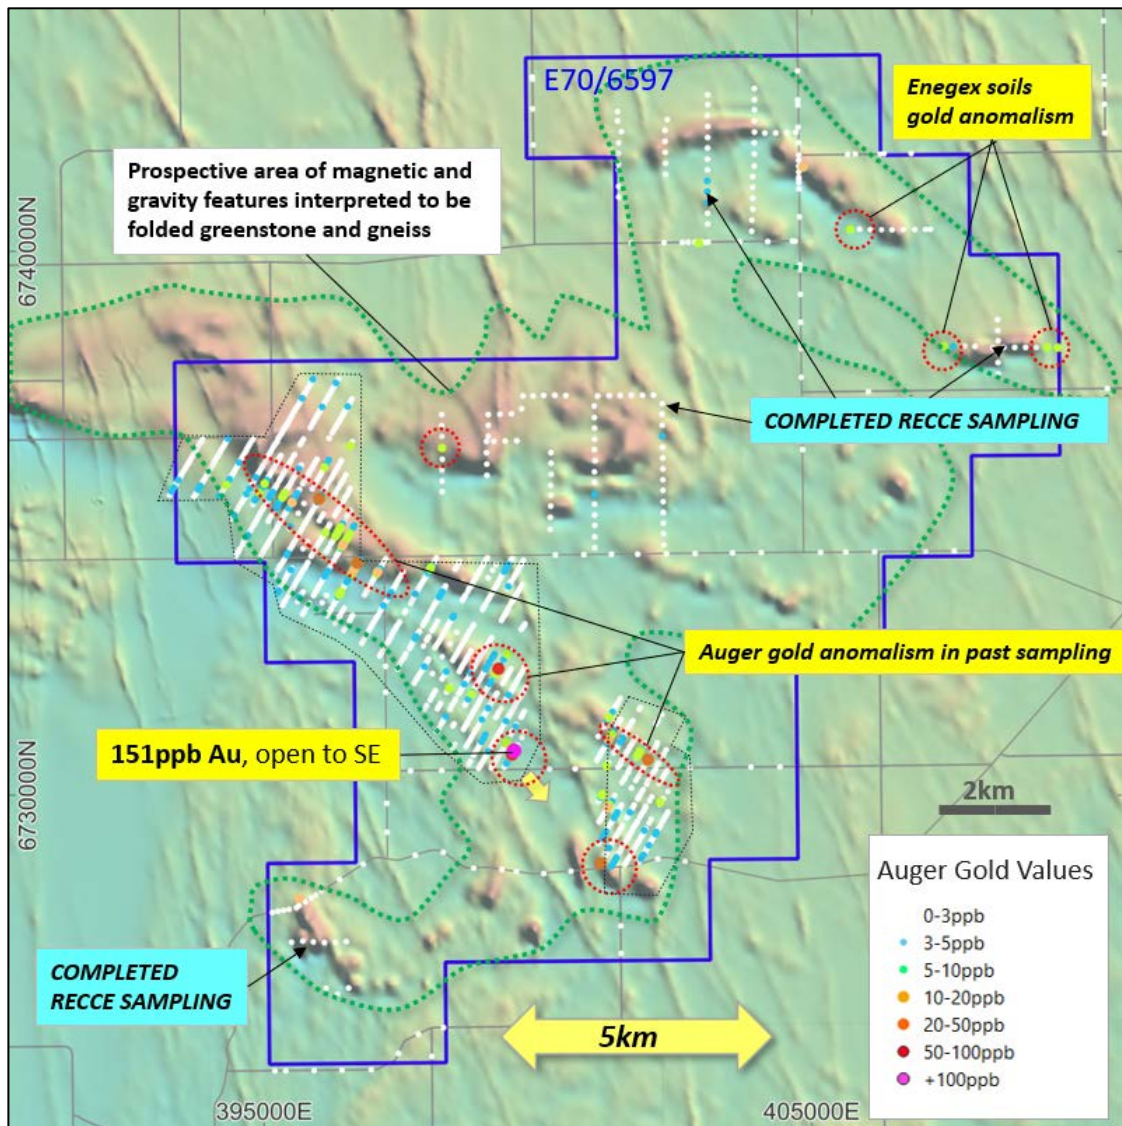 E70/6597
Enegex soils
gold anomalism
Prospective area of magnetic and
gravity features interpreted to be
folded greenstone and gneiss
6740000N
COMPLETED RECCE SAMPLING
Auger gold anomalism in past sampling
151ppb Au, open to SE
6730000N
2km
COMPLETED
RECCE SAMPLING
5km
Auger Gold Values
0-3ppb
3-5ppb
5-10ppb
10-20ppb
20-50ppb
50-100ppb
+100ppb
395000E
405000E